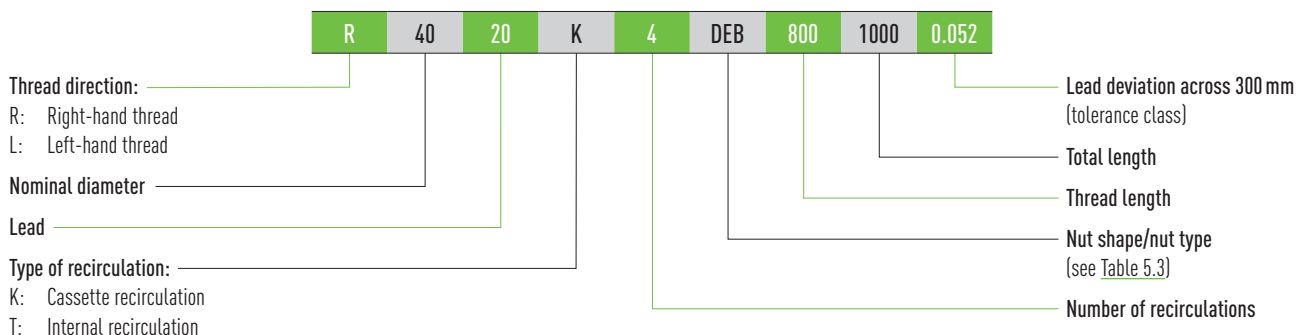 R 40 20 K 4 DEB 800 1000 0.052
Thread direction:
R: Right-hand thread
L: Left-hand thread
Nominal diameter
Lead
Type of recirculation:
K: Cassette recirculation
T: Internal recirculation
Lead deviation across 300 mm
(tolerance class)
Total length
Thread length
Nut shape/nut type
(see Table 5.3)
Number of recirculations